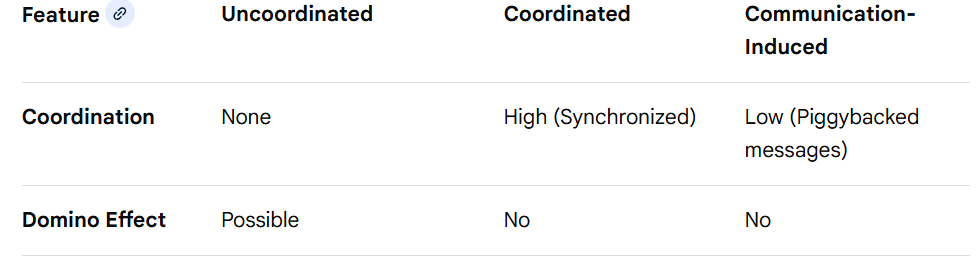 Feature Uncoordinated Coordinated Communication-
Induced
Coordination None High (Synchronized) Low (Piggybacked
messages)
Domino Effect Possible No No